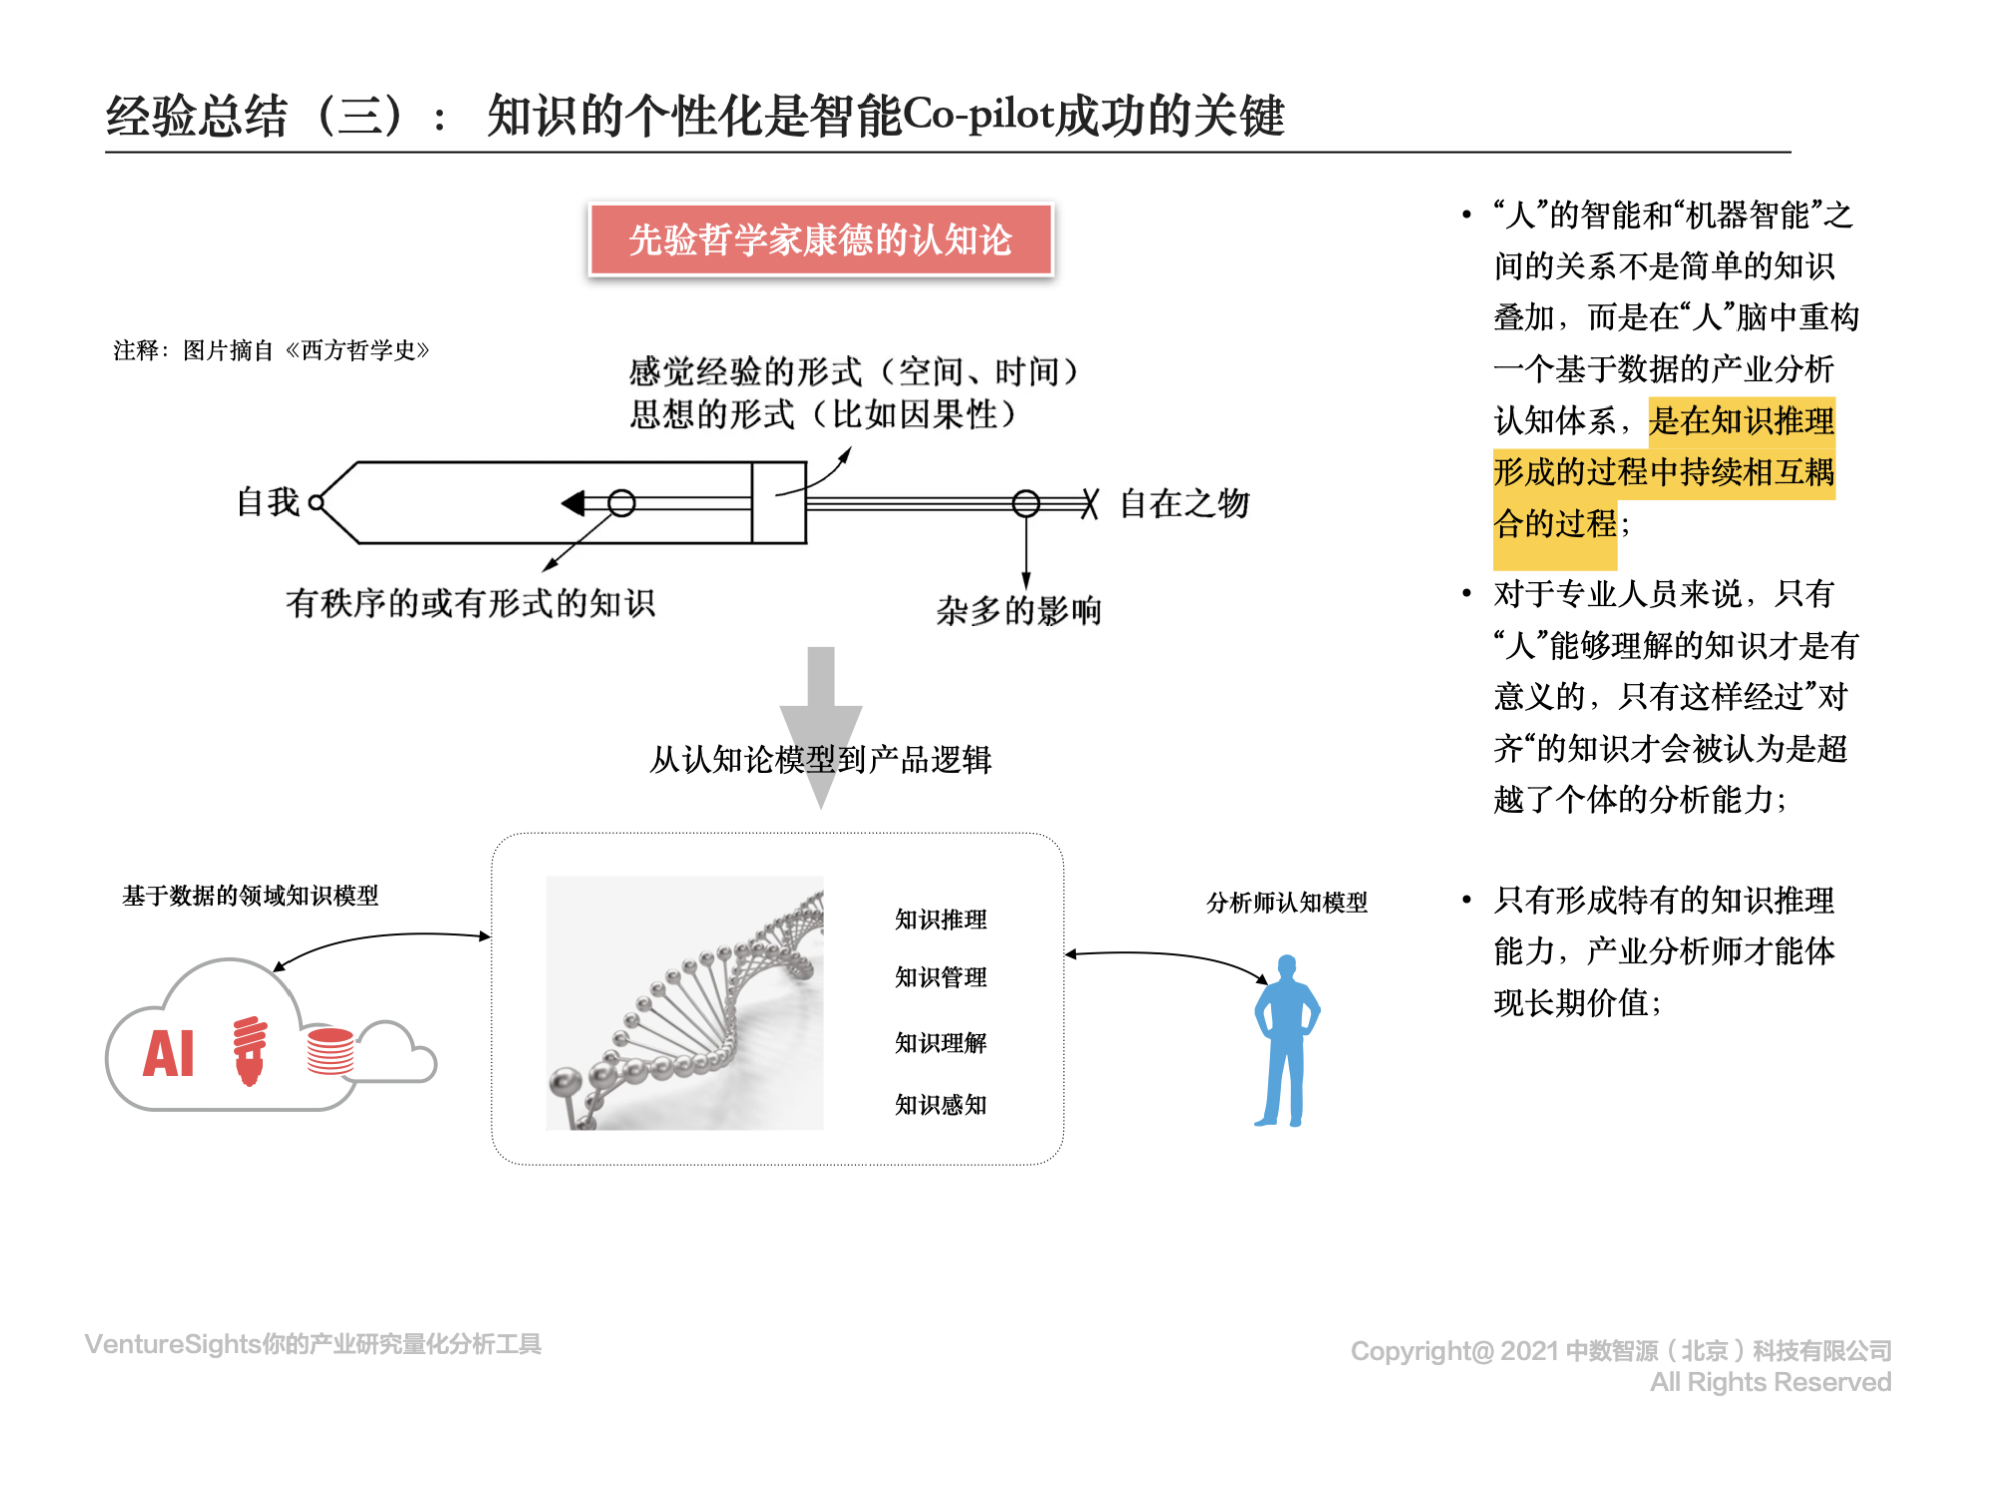 经验总结（三）： 知识的个性化是智能Co-pilot成功的关键
先验哲学家康德的认知论
注释：图片摘自《西方哲学史》
感觉经验的形式（空间、时间）
思想的形式（比如因果性）
自我
自在之物
有秩序的或有形式的知识
杂多的影响
从认知论模型到产品逻辑
基于数据的领域知识模型
AI
知识推理
知识管理
知识理解
知识感知
分析师认知模型
• “人”的智能和“机器智能”之
间的关系不是简单的知识
叠加，而是在“人”脑中重构
一个基于数据的产业分析
认知体系，是在知识推理
形成的过程中持续相互耦
合的过程；
• 对于专业人员来说，只有
“人”能够理解的知识才是有
意义的，只有这样经过”对
齐“的知识才会被认为是超
越了个体的分析能力；
• 只有形成特有的知识推理
能力，产业分析师才能体
现长期价值；
VentureSights你的产业研究量化分析工具
Copyright@ 2021 中数智源（北京）科技有限公司
All Rights Reserved